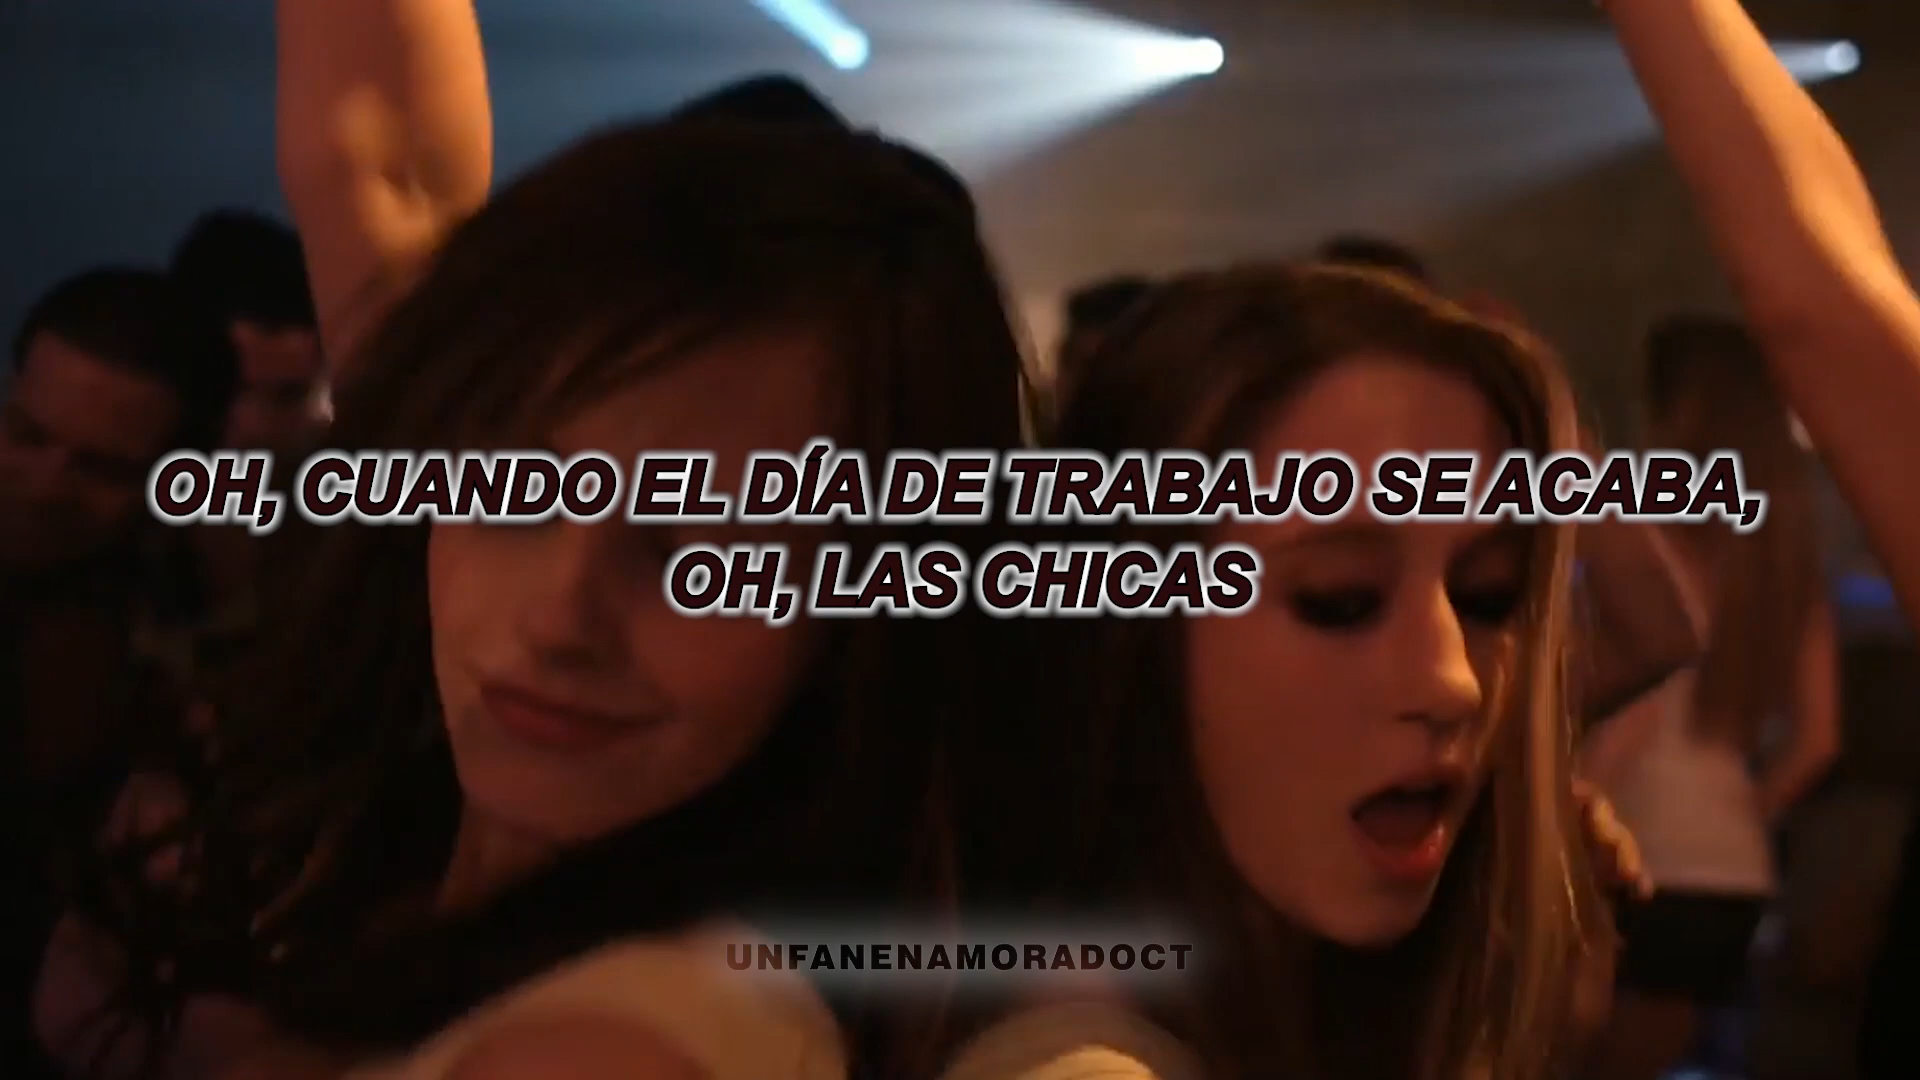 OH, CUANDO EL DÍA DE TRABAJO SE ACABA,
OH, LAS CHICAS
UNFANENAMORADOCT